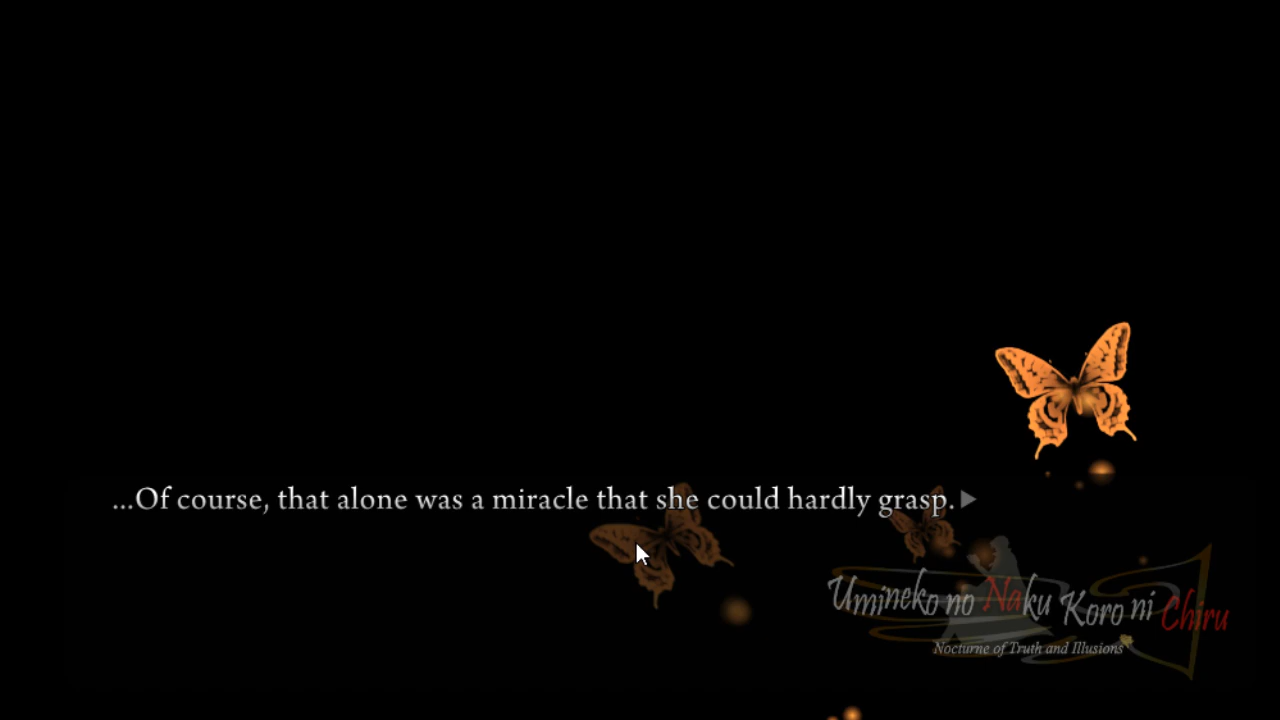 ...Of course, that alone was a miracle that she could hardly grasp.
Umineko no Naku Koro ni Chiru
Nocturne of Truth and Illusions